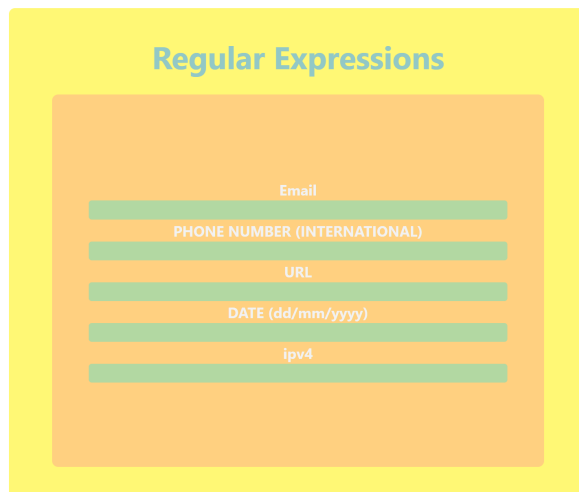 Regular Expressions
Email
PHONE NUMBER (INTERNATIONAL)
URL
DATE (dd/mm/yyyy)
ipv4